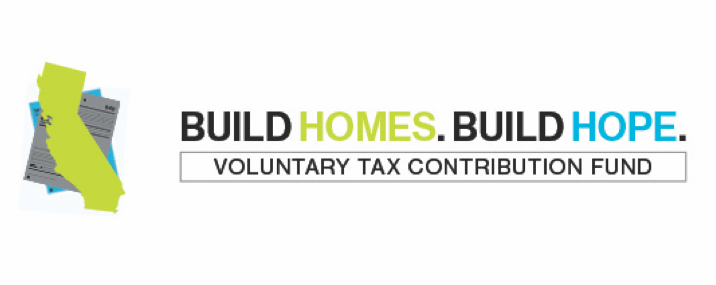 BUILD HOMES. BUILD HOPE.
VOLUNTARY TAX CONTRIBUTION FUND